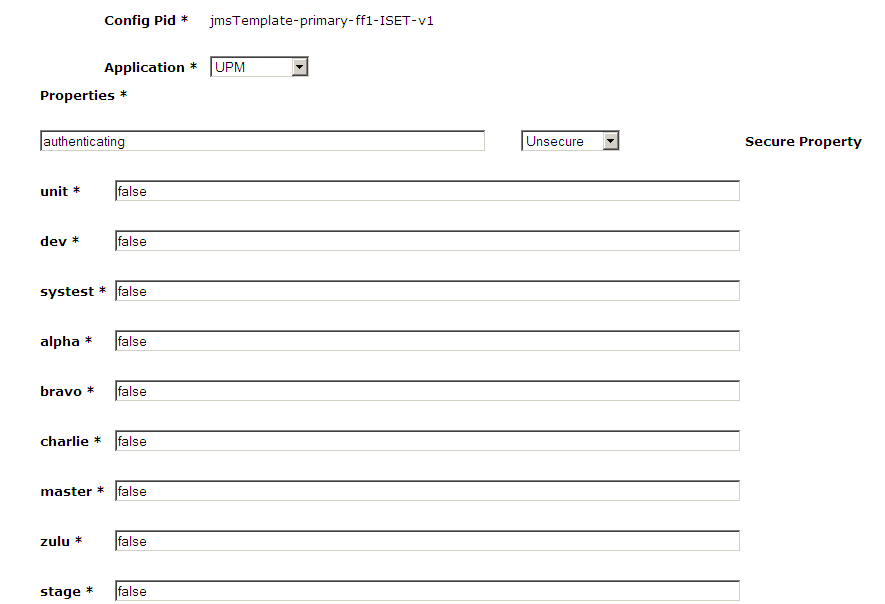 Config Pid * jmsTemplate-primary-ff1-ISET-v1
Application * UPM
Properties *
authenticating Unsecure Secure Property
unit * false
dev * false
systest * false
alpha * false
bravo * false
charlie * false
master * false
zulu * false
stage * false